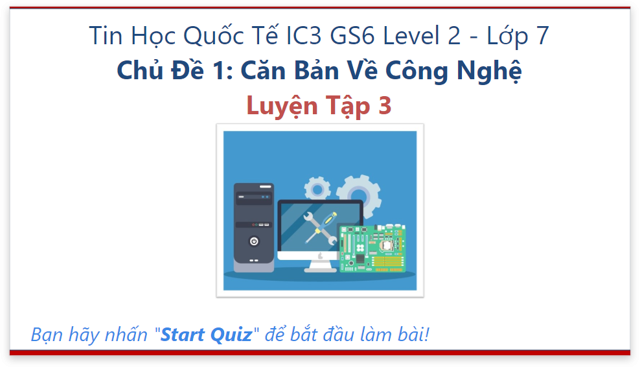 Tin Học Quốc Tế IC3 GS6 Level 2 - Lớp 7
Chủ Đề 1: Căn Bản Về Công Nghệ
Luyện Tập 3
Bạn hãy nhấn "Start Quiz" để bắt đầu làm bài!